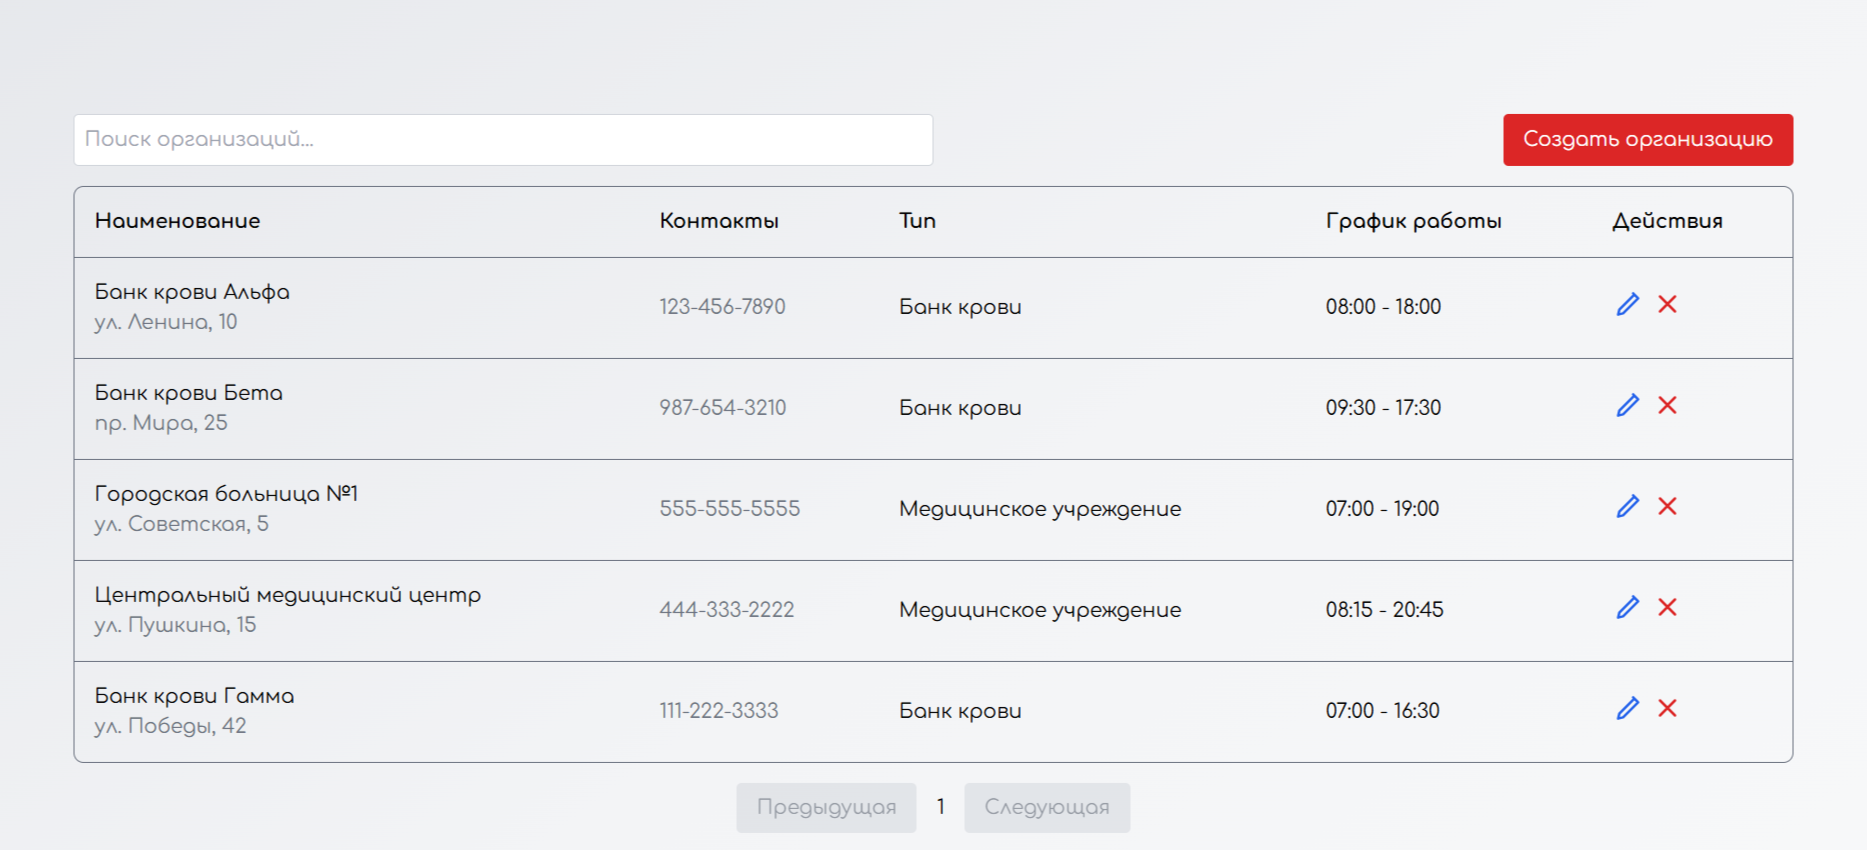 Поиск организаций...
Создать организацию
Наименование Контакты Тип График работы Действия
Банк крови Альфа
ул. Ленина, 10
123-456-7890 Банк крови 08:00 - 18:00
Банк крови Бета
пр. Мира, 25
987-654-3210 Банк крови 09:30 - 17:30
Городская больница №1
ул. Советская, 5
555-555-5555 Медицинское учреждение 07:00 - 19:00
Центральный медицинский центр
ул. Пушкина, 15
444-333-2222 Медицинское учреждение 08:15 - 20:45
Банк крови Гамма
ул. Победы, 42
111-222-3333 Банк крови 07:00 - 16:30
Предыдущая 1 Следующая